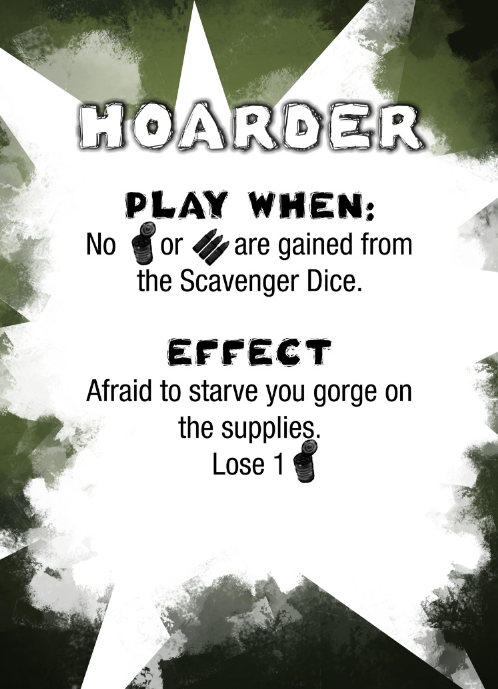 HOARDER
PLAY WHEN:
No or are gained from
the Scavenger Dice.
EFFECT
Afraid to starve you gorge on
the supplies.
Lose 1